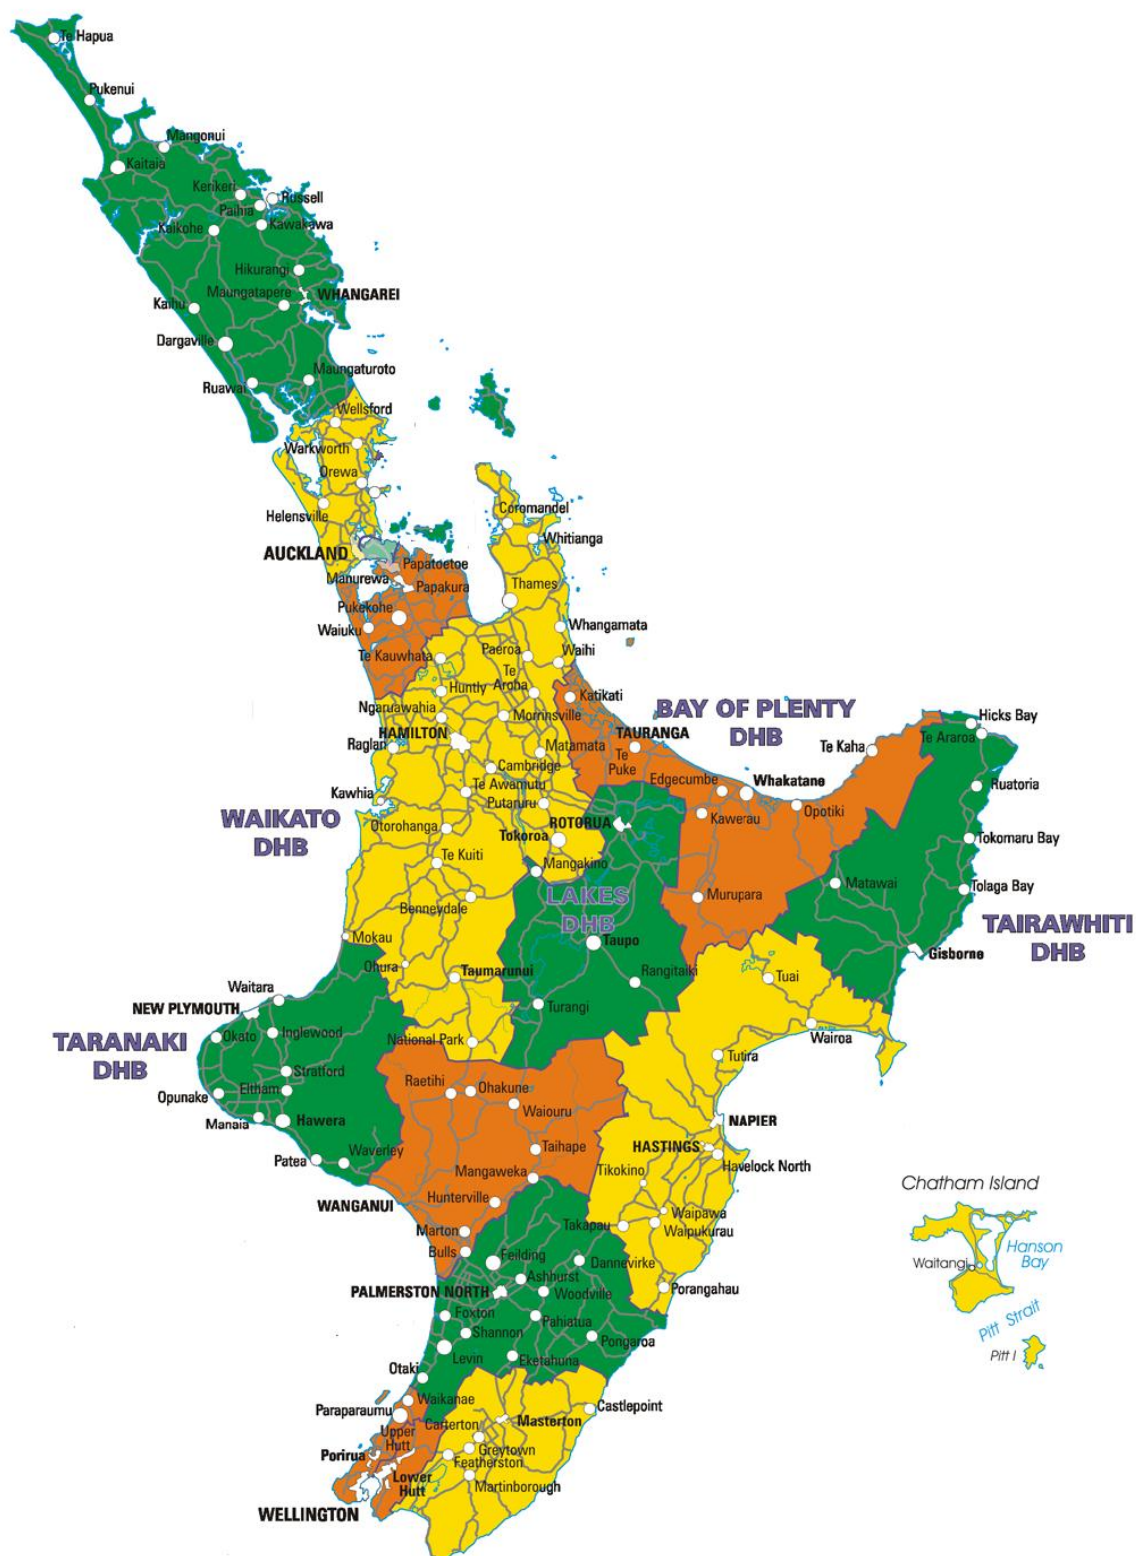 Te Hapua
Pukenui
Mangonui
Kaitaia
Kerikeri
Russell
Paihia
Kaikohe
Kawakawa
Hikurangi
Maungatapere
WHANGAREI
Kaihu
Dargaville
Maungaturoto
Ruawai
Wellsford
Warkworth
Orewa
Helensville
Coromandel
Whitianga
AUCKLAND
Papatoetoe
Manurewa
Papakura
Thames
Pukekohe
Waiuku
Whangamata
Te Kauwhata
Paeroa
Waihi
Te
Aroha
Huntly
Katikati
Ngaruawahia
Morrinsville
BAY OF PLENTY
DHB
Hicks Bay
HAMILTON
TAURANGA
Te Araroa
Raglan
Matamata
Te
Puke
Te Kaha
Cambridge
Edgecumbe
Whakatane
Te Awamutu
Ruatoria
Kawhia
Putaruru
Opotiki
WAIKATO
DHB
Otorohanga
ROTORUA
Kawerau
Tokoroa
Tokomaru Bay
Te Kuiti
Mangakino
Matawai
Tolaga Bay
LAKES
DHB
Murupara
Benneydale
TAIRAWHITI
DHB
Mokau
Taupo
Gisborne
Ohura
Taumarunui
Rangitaiki
Tuai
Waitara
NEW PLYMOUTH
Turangi
Okato
Inglewood
National Park
Wairoa
TARANAKI
DHB
Tutira
Stratford
Raetihi
Ohakune
Eltham
Opunake
Waiouru
Manaia
Hawera
NAPIER
Taihape
HASTINGS
Waverley
Patea
Havelock North
Mangaweka
Tikokino
Chatham Island
WANGANUI
Hunterville
Waipawa
Takapau
Waipukurau
Marton
Hanson
Bay
Bulls
Feilding
Dannevirke
Waitangi
Ashhurst
PALMERSTON NORTH
Woodville
Porangahau
Foxton
Pahiatua
Pitt Strait
Shannon
Pongaroa
Levin
Eketahuna
Pitt I
Otaki
Waikanae
Paraparaumu
Castlepoint
Carterton
Masterton
Upper
Hutt
Greytown
Porirua
Featherston
Lower
Hutt
Martinborough
WELLINGTON